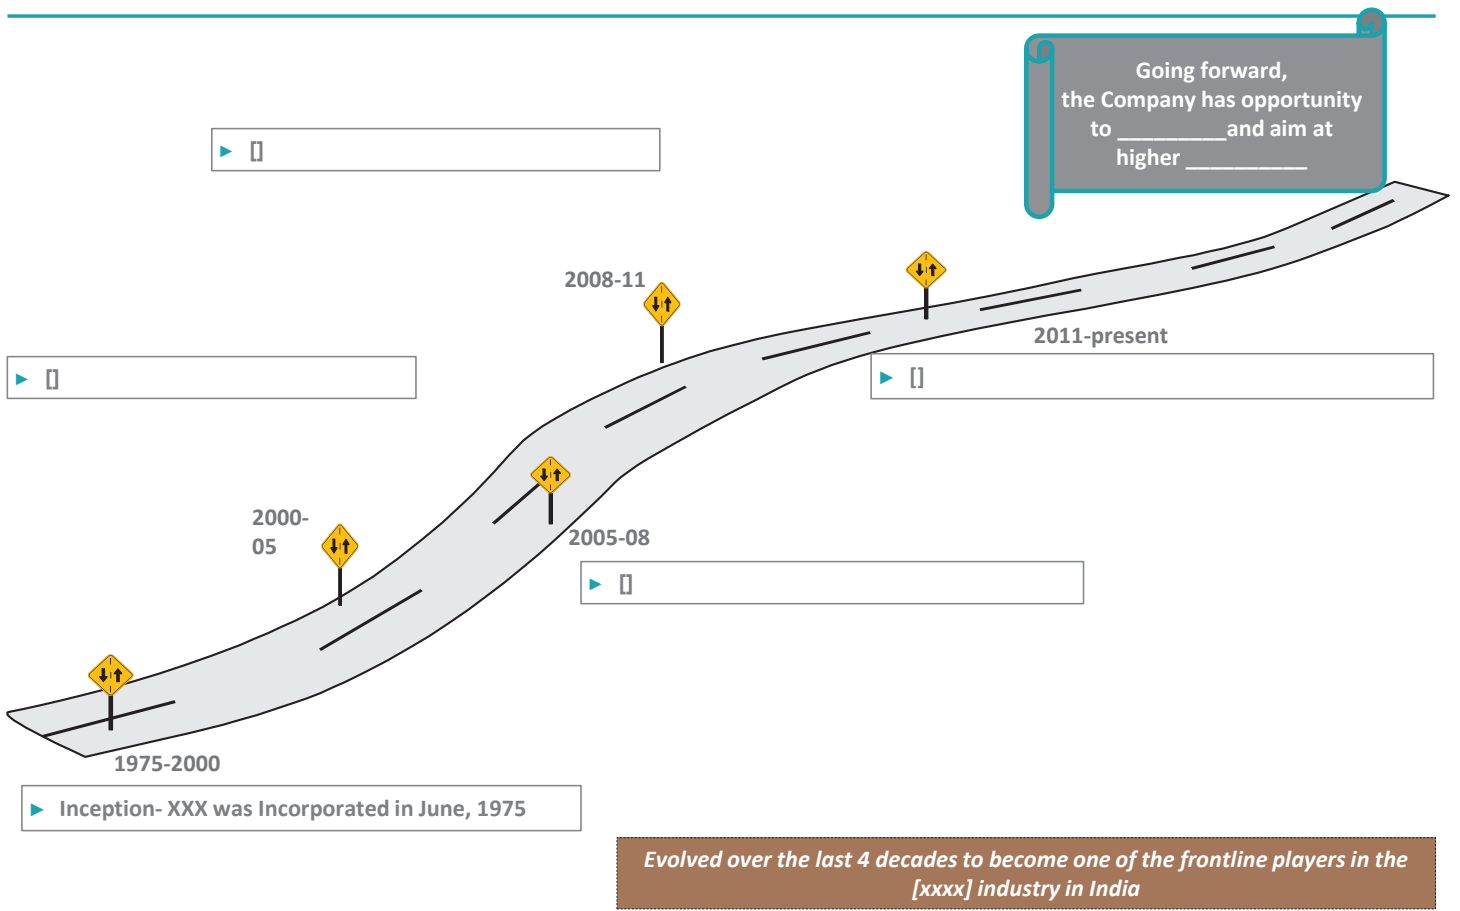 Going forward,
the Company has opportunity
to _________and aim at
higher __________
► []
2008-11
2011-present
► []
► []
2000-
05
2005-08
► []
1975-2000
► Inception- XXX was Incorporated in June, 1975
Evolved over the last 4 decades to become one of the frontline players in the
[xxxx] industry in India